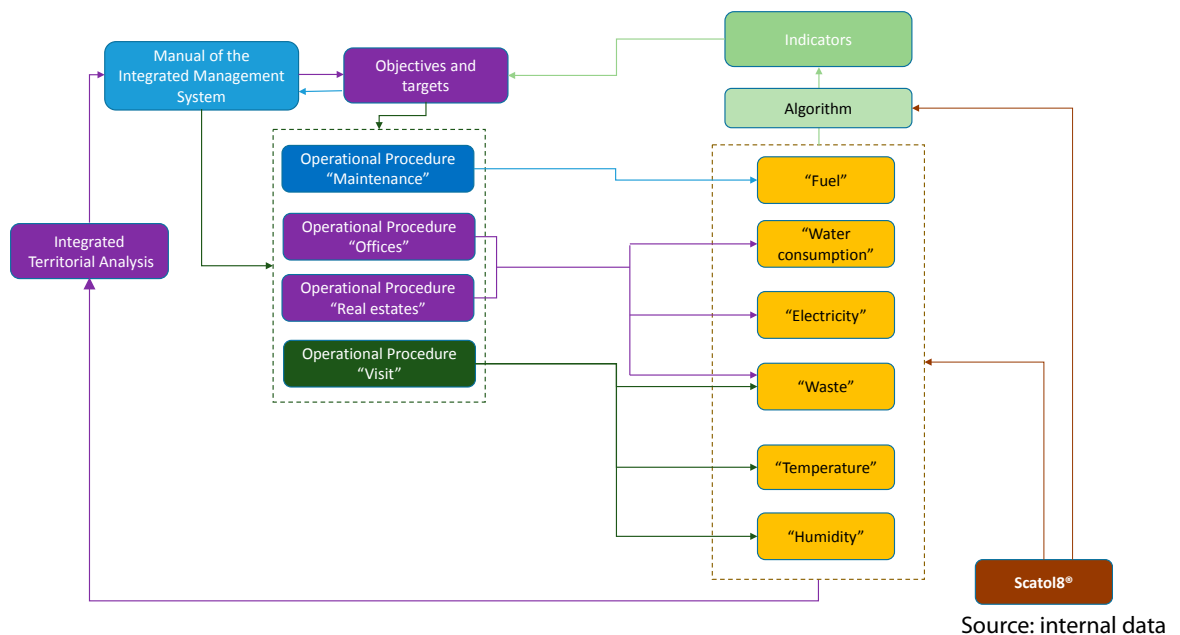 Manual of the
Integrated Management
System
Objectives and
targets
Indicators
Algorithm
Operational Procedure
“Maintenance”
Operational Procedure
“Offices”
Operational Procedure
“Real estates”
Operational Procedure
“Visit”
Integrated
Territorial Analysis
“Fuel”
“Water
consumption”
“Electricity”
“Waste”
“Temperature”
“Humidity”
Scatol8®
Source: internal data